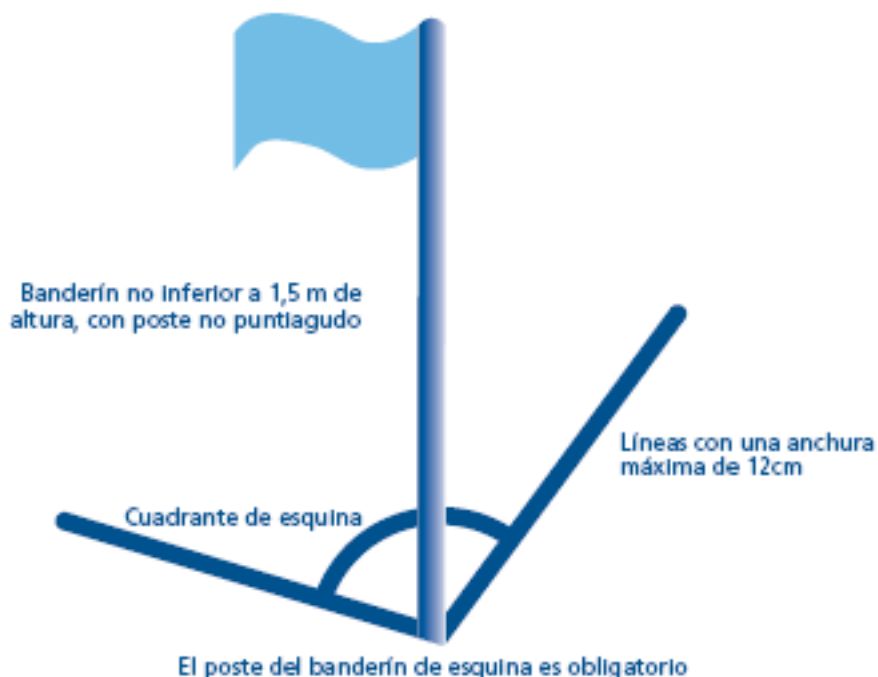 Banderín no inferior a 1,5 m de
altura, con poste no puntiagudo
Líneas con una anchura
máxima de 12cm
Cuadrante de esquina
El poste del banderín de esquina es obligatorio